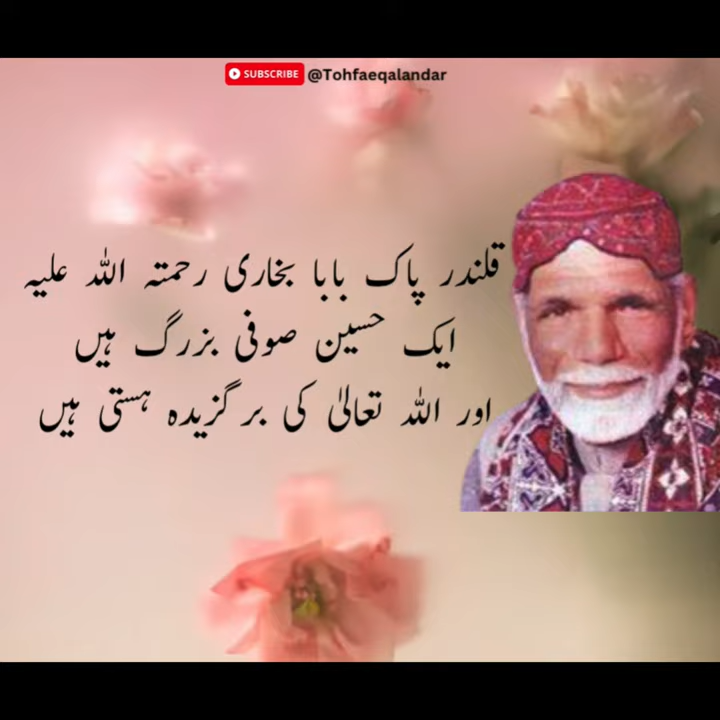 SUBSCRIBE @Tohfaeqalandar
قلندر پاک بابا بخاری رحمتہ اللہ علیہ
ایک حسین صوفی بزرگ ہیں
اور اللہ تعالیٰ کی برگزیدہ ہستی ہیں